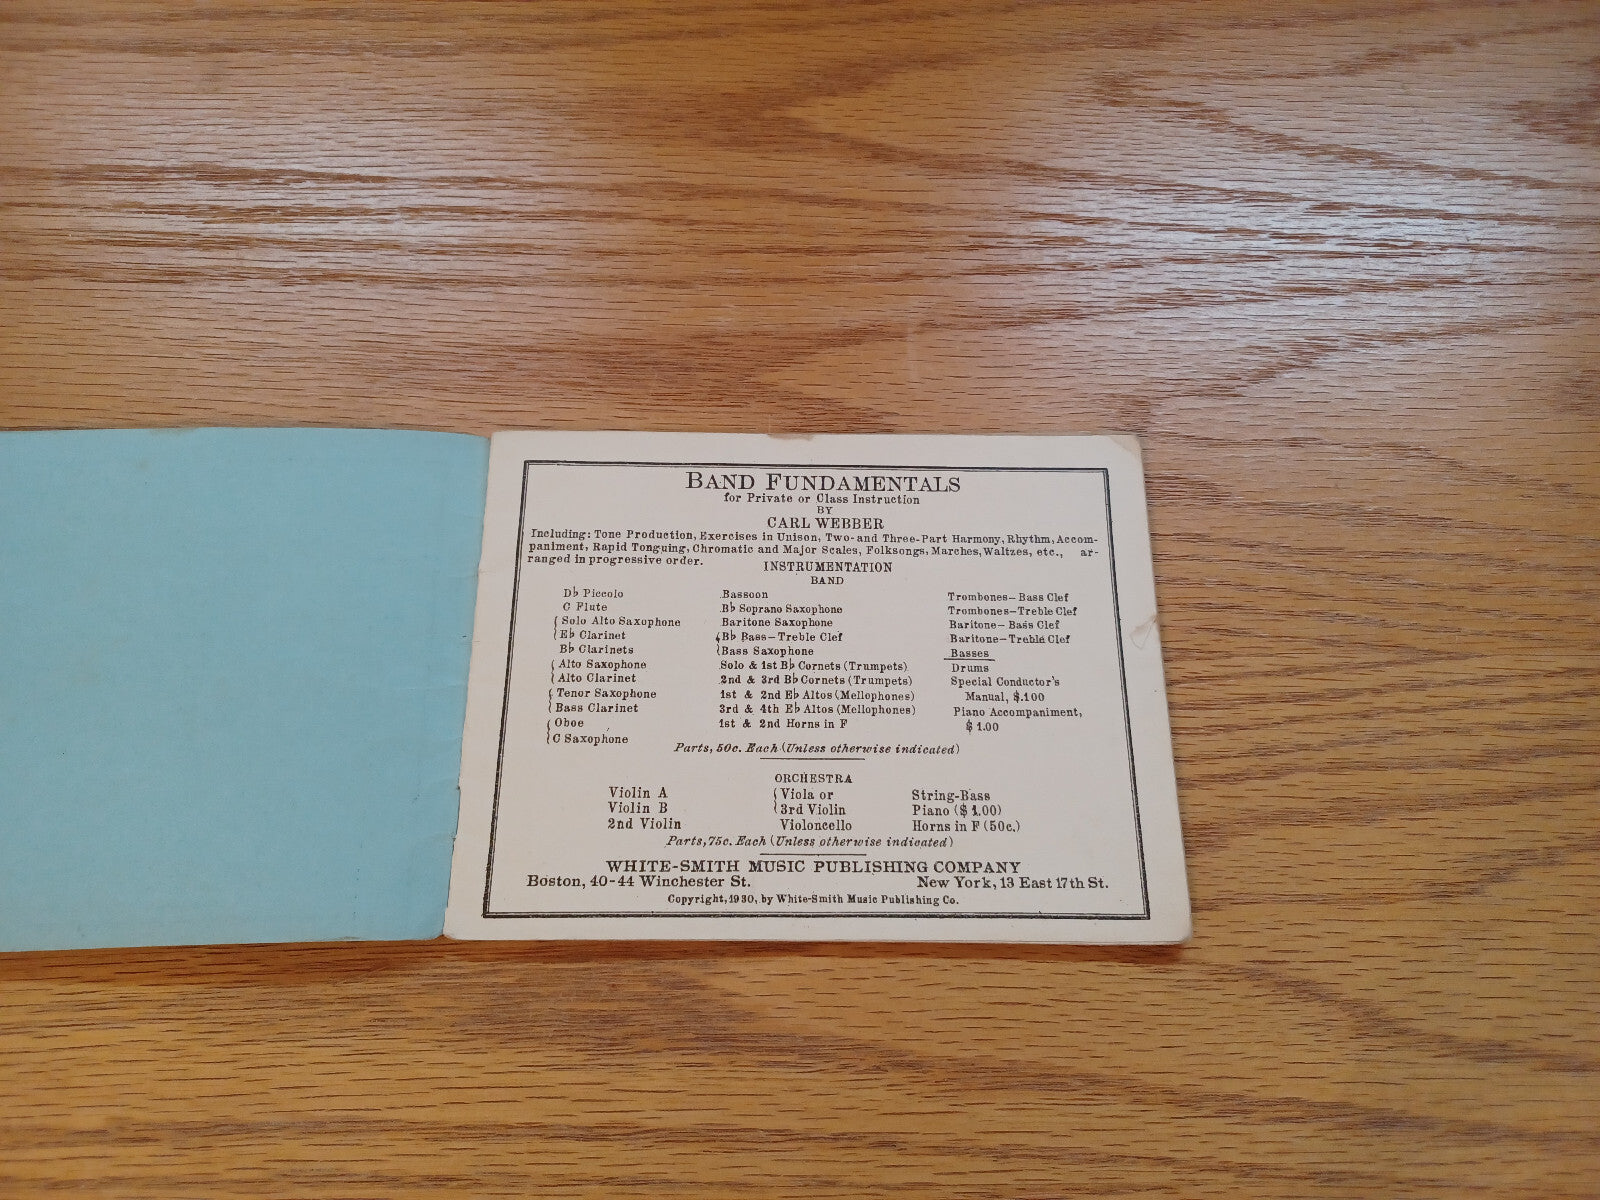 BAND FUNDAMENTALS
for Private or Class Instruction
BY
CARL WEBBER
Including: Tone Production, Exercises in Unison, Two- and Three-Part Harmony, Rhythm, Accom-
paniment, Rapid Tonguing, Chromatic and Major Scales, Folksongs, Marches, Waltzes, etc., ar-
ranged in progressive order.
INSTRUMENTATION
BAND
D♭ Piccolo
C Flute
Solo Alto Saxophone
E♭ Clarinet
B♭ Clarinets
Alto Saxophone
Alto Clarinet
Tenor Saxophone
Bass Clarinet
Oboe
C Saxophone
Bassoon
B♭ Soprano Saxophone
Baritone Saxophone
B♭ Bass–Treble Clef
Bass Saxophone
Solo & 1st B♭ Cornets (Trumpets)
2nd & 3rd B♭ Cornets (Trumpets)
1st & 2nd E♭ Altos (Mellophones)
3rd & 4th E♭ Altos (Mellophones)
1st & 2nd Horns in F
Trombones–Bass Clef
Trombones–Treble Clef
Baritone–Bass Clef
Baritone–Treble Clef
Basses
Drums
Special Conductor's
Manual, $.100
Piano Accompaniment,
$1.00
Parts, 50c. Each (Unless otherwise indicated)
ORCHESTRA
Violin A
Violin B
2nd Violin
Viola or
3rd Violin
Violoncello
String-Bass
Piano ($1.00)
Horns in F (50c.)
Parts, 75c. Each (Unless otherwise indicated)
WHITE-SMITH MUSIC PUBLISHING COMPANY
Boston, 40-44 Winchester St. New York, 13 East 17th St.
Copyright, 1930, by White-Smith Music Publishing Co.